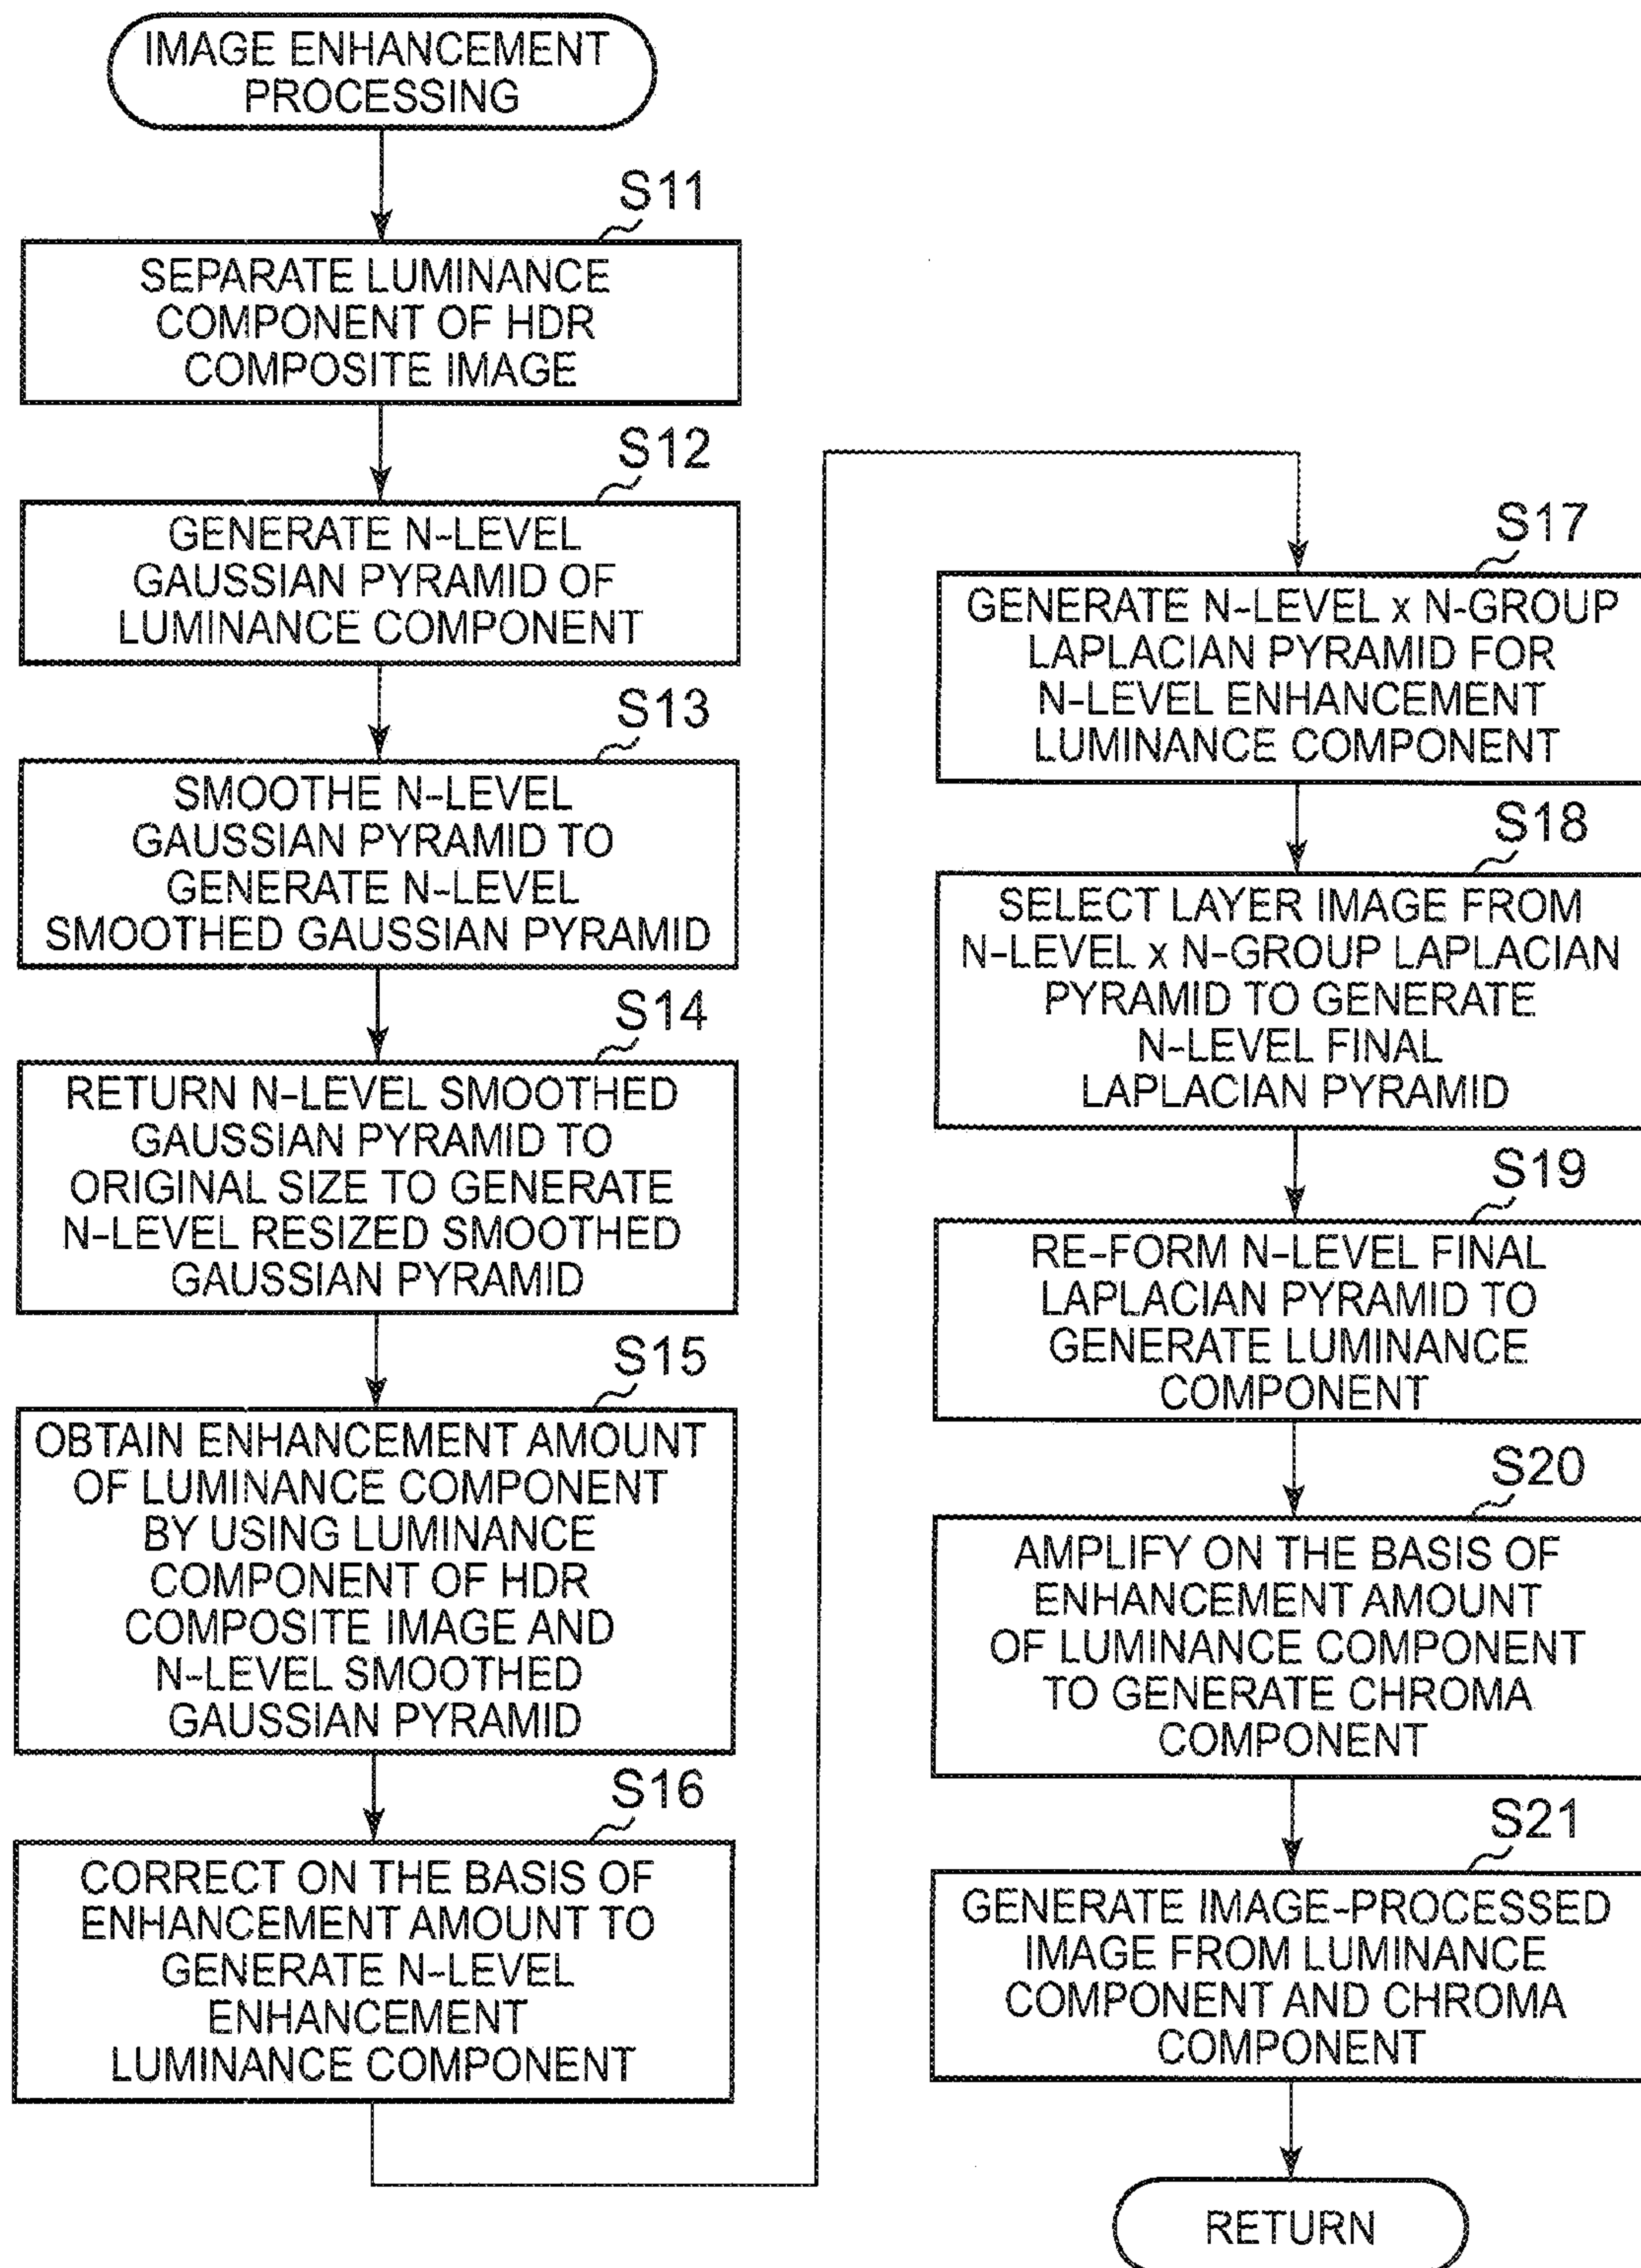 IMAGE ENHANCEMENT
PROCESSING
S11
SEPARATE LUMINANCE
COMPONENT OF HDR
COMPOSITE IMAGE
S12
GENERATE N-LEVEL
GAUSSIAN PYRAMID OF
LUMINANCE COMPONENT
S13
SMOOTHE N-LEVEL
GAUSSIAN PYRAMID TO
GENERATE N-LEVEL
SMOOTHED GAUSSIAN PYRAMID
S14
RETURN N-LEVEL SMOOTHED
GAUSSIAN PYRAMID TO
ORIGINAL SIZE TO GENERATE
N-LEVEL RESIZED SMOOTHED
GAUSSIAN PYRAMID
S15
OBTAIN ENHANCEMENT AMOUNT
OF LUMINANCE COMPONENT
BY USING LUMINANCE
COMPONENT OF HDR
COMPOSITE IMAGE AND
N-LEVEL SMOOTHED
GAUSSIAN PYRAMID
S16
CORRECT ON THE BASIS OF
ENHANCEMENT AMOUNT TO
GENERATE N-LEVEL
ENHANCEMENT
LUMINANCE COMPONENT
S17
GENERATE N-LEVEL x N-GROUP
LAPLACIAN PYRAMID FOR
N-LEVEL ENHANCEMENT
LUMINANCE COMPONENT
S18
SELECT LAYER IMAGE FROM
N-LEVEL x N-GROUP LAPLACIAN
PYRAMID TO GENERATE
N-LEVEL FINAL
LAPLACIAN PYRAMID
S19
RE-FORM N-LEVEL FINAL
LAPLACIAN PYRAMID TO
GENERATE LUMINANCE
COMPONENT
S20
AMPLIFY ON THE BASIS OF
ENHANCEMENT AMOUNT
OF LUMINANCE COMPONENT
TO GENERATE CHROMA
COMPONENT
S21
GENERATE IMAGE-PROCESSED
IMAGE FROM LUMINANCE
COMPONENT AND CHROMA
COMPONENT
RETURN